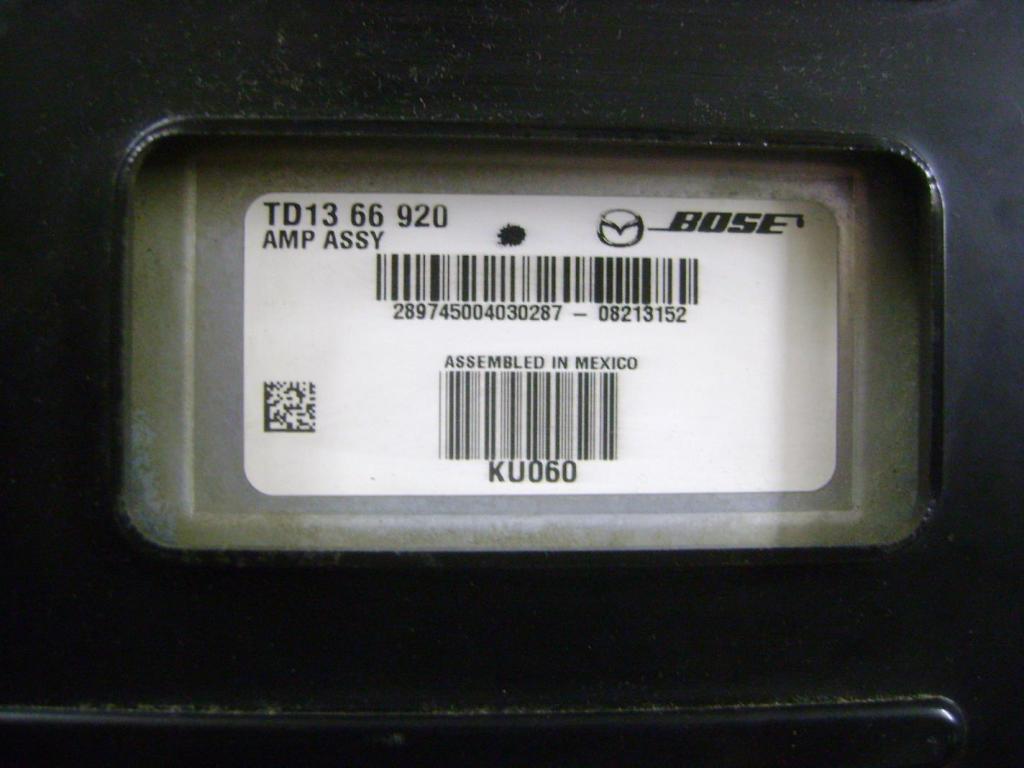 TD13 66 920
AMP ASSY
BOSE
289745004030287 - 08213152
ASSEMBLED IN MEXICO
KU060